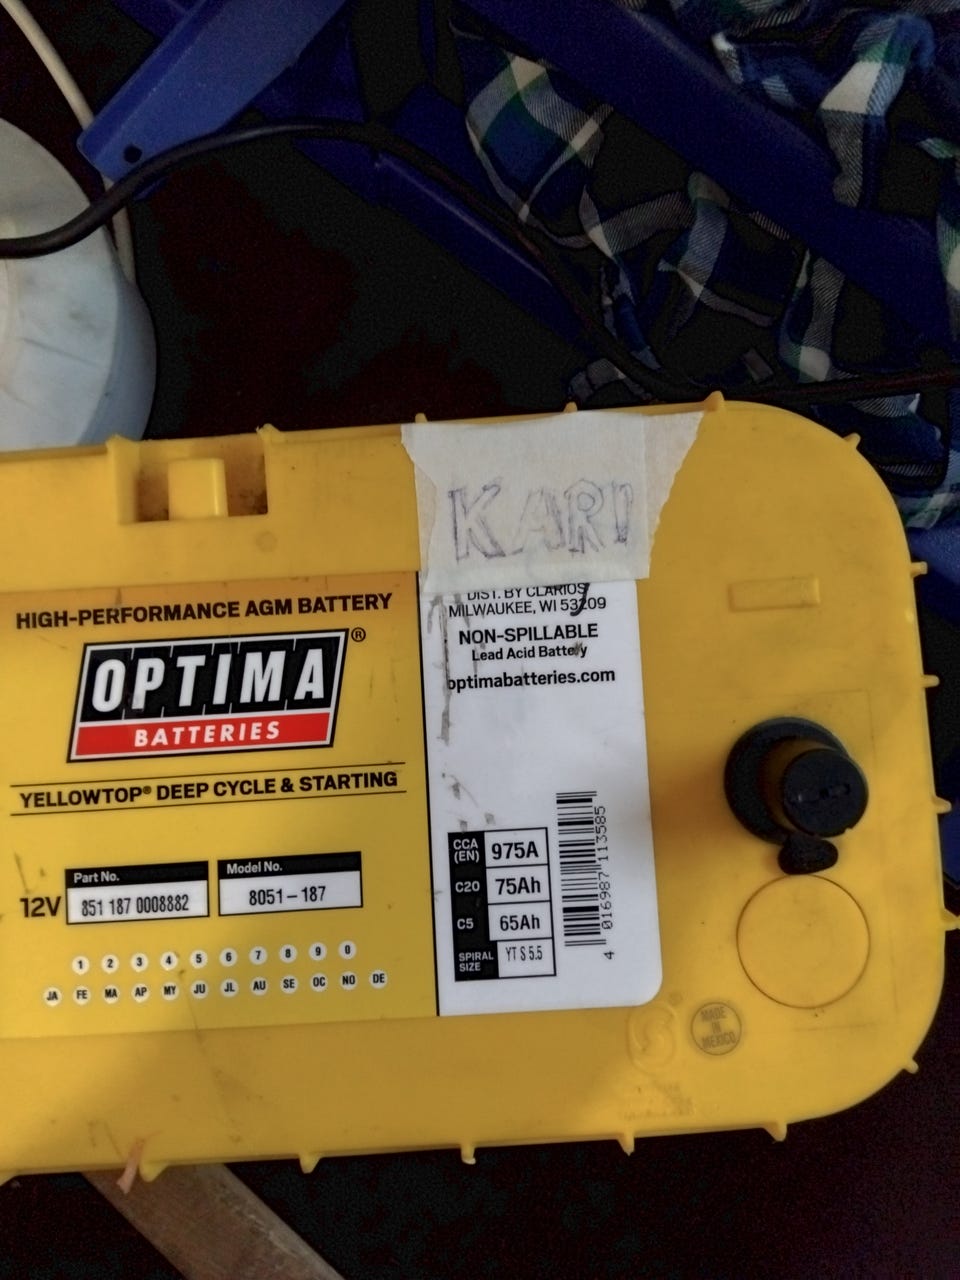 KARI
HIGH-PERFORMANCE AGM BATTERY
OPTIMA®
BATTERIES
YELLOWTOP® DEEP CYCLE & STARTING
12V
Part No.
851 187 0008882
Model No.
8051-187
1 2 3 4 5 6 7 8 9 0
JA FE MA AP MY JU JL AU SE OC NO DE
DIST. BY CLARIOS
MILWAUKEE, WI 53209
NON-SPILLABLE
Lead Acid Battery
optimabatteries.com
CCA (EN) 975A
C20 75Ah
C5 65Ah
SPIRAL SIZE YT S 5.5
4 016987 113585
MADE
IN
MEXICO